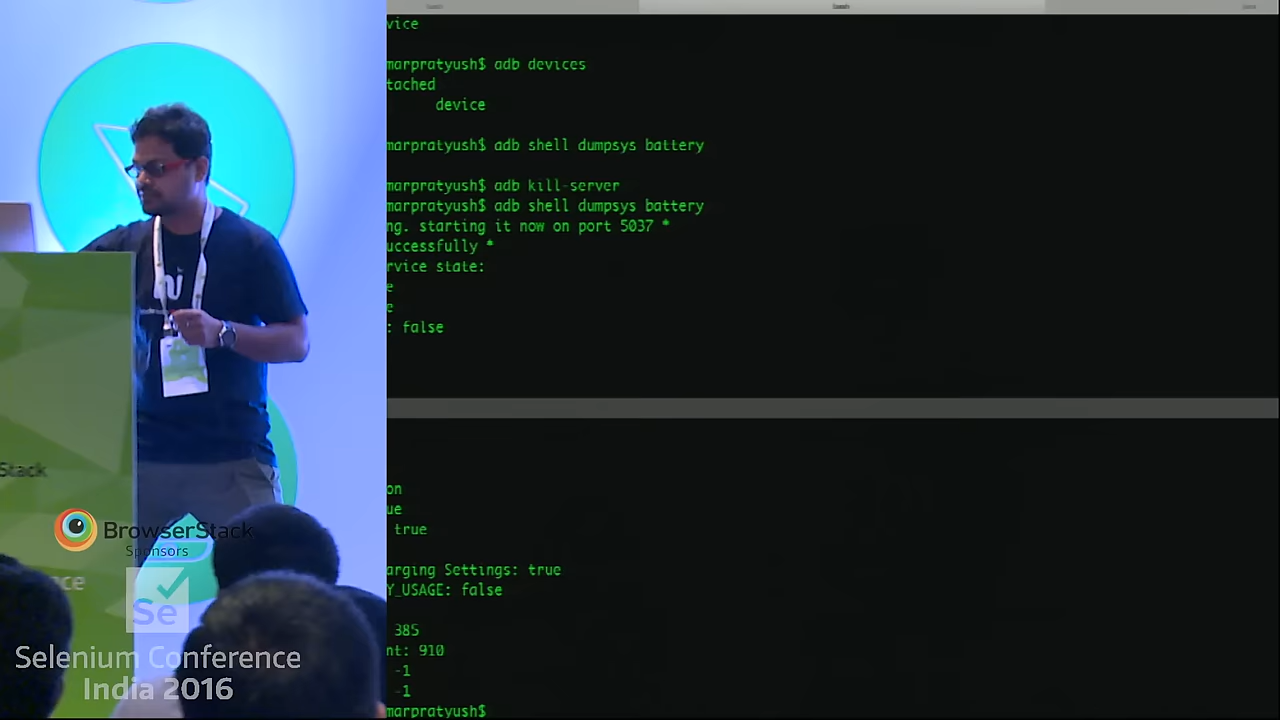 vice
marpratyush$ adb devices
tached
device
marpratyush$ adb shell dumpsys battery
marpratyush$ adb kill-server
marpratyush$ adb shell dumpsys battery
ng. starting it now on port 5037 *
uccessfully *
rvice state:
e
e
: false
on
ue
true
arging Settings: true
Y_USAGE: false
385
nt: 910
-1
-1
marpratyush$
Stack
BrowserStack
Sponsors
ce
Se
Selenium Conference
India 2016